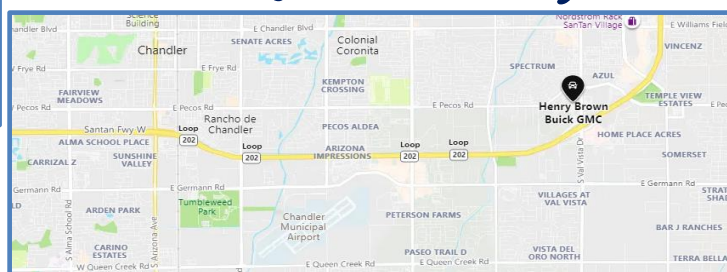 Science
Building
handler Blvd
E Chandler Blvd
E Chandler Blvd
Nordstrom Rack
SanTan Village
E Williams Field
SENATE ACRES
Colonial
Coronita
Chandler
VINCENZ
Frye Rd
E Frye Rd
SPECTRUM
AZUL
FAIRVIEW
MEADOWS
KEMPTON
CROSSING
TEMPLE VIEW
ESTATES
Pecos Rd
E Pecos Rd
E Pecos Rd
Henry Brown
Buick GMC
Rancho de
Chandler
Santan Fwy W
Loop
202
PECOS ALDEA
Loop
202
ARIZONA
IMPRESSIONS
Loop
202
Loop
202
HOME PLACE ACRES
ALMA SCHOOL PLACE
CARRIZAL Z
SUNSHINE
VALLEY
S Val Vista Dr
SOMERSET
Germann Rd
E Germann Rd
E Germann Rd
S Alma School Rd
ARDEN PARK
S Arizona Ave
Tumbleweed
Park
Chandler
Municipal
Airport
PETERSON FARMS
VILLAGES AT
VAL VISTA
BAR J RANCHES
CARINO
ESTATES
PASEO TRAIL D
VISTA DEL
ORO NORTH
TERRA BELLA
W Queen Creek Rd
E Queen Creek Rd
E Queen Creek Rd